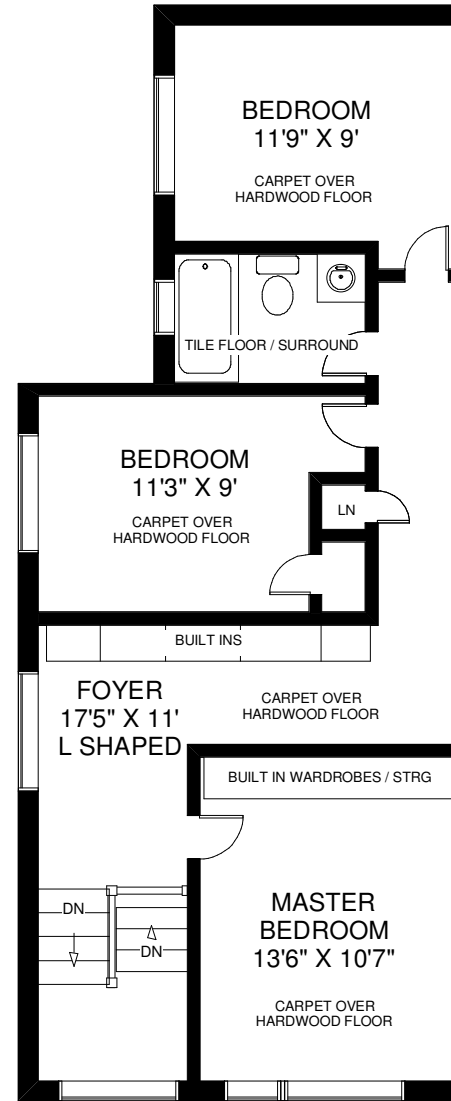 BEDROOM
11'9" X 9'
CARPET OVER
HARDWOOD FLOOR
TILE FLOOR / SURROUND
BEDROOM
11'3" X 9'
CARPET OVER
HARDWOOD FLOOR
LN
BUILT INS
FOYER
17'5" X 11'
L SHAPED
CARPET OVER
HARDWOOD FLOOR
BUILT IN WARDROBES / STRG
DN
DN
MASTER
BEDROOM
13'6" X 10'7"
CARPET OVER
HARDWOOD FLOOR